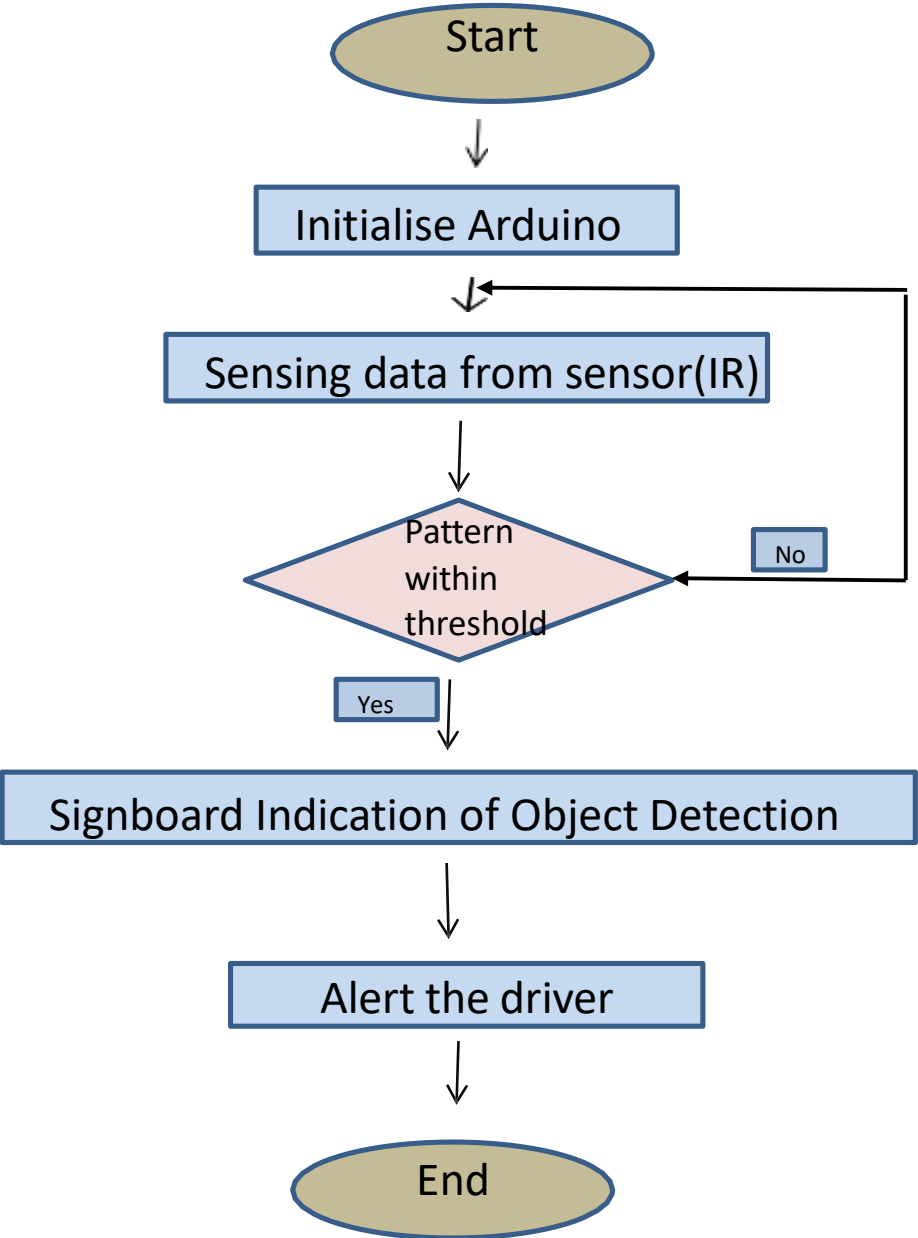 Start
Initialise Arduino
Sensing data from sensor(IR)
Pattern
within
threshold
No
Yes
Signboard Indication of Object Detection
Alert the driver
End